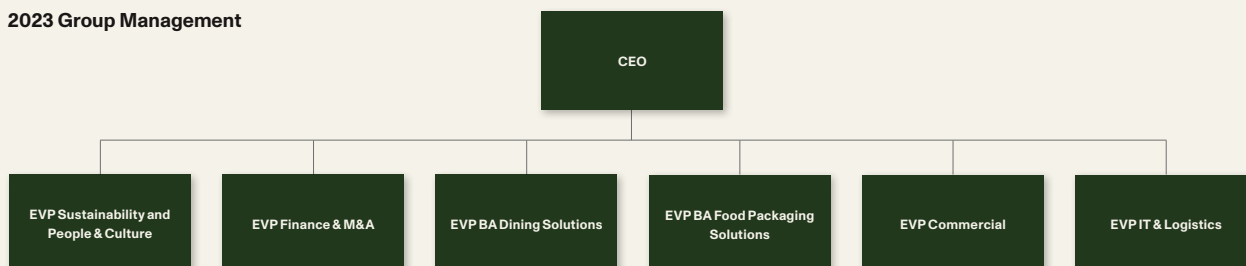 2023 Group Management
CEO
EVP Sustainability and
People & Culture
EVP Finance & M&A
EVP BA Dining Solutions
EVP BA Food Packaging
Solutions
EVP Commercial
EVP IT & Logistics